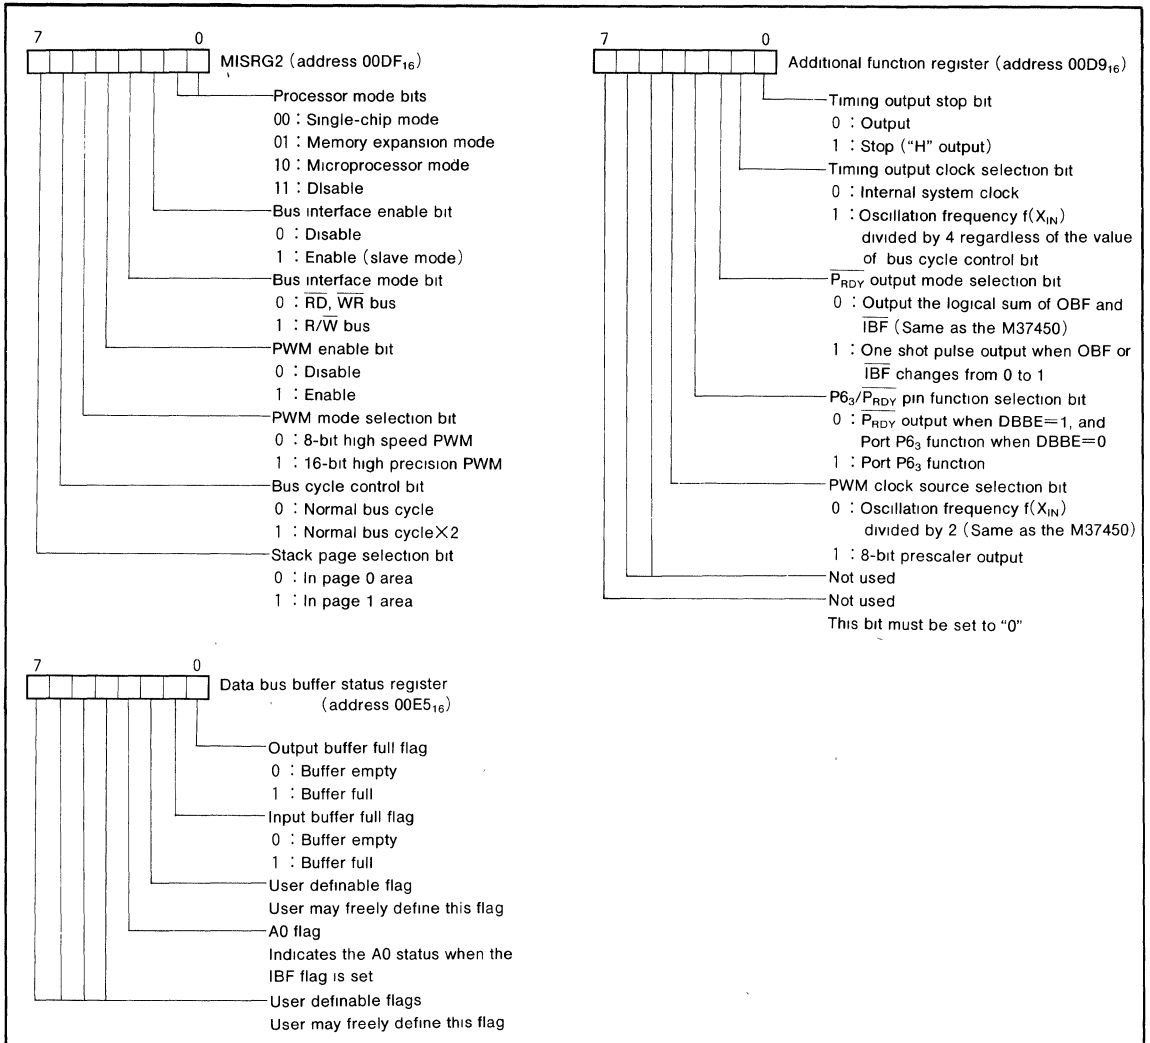 7 0
MISRG2 (address 00DF₁₆)
Processor mode bits
00 : Single-chip mode
01 : Memory expansion mode
10 : Microprocessor mode
11 : Disable
Bus interface enable bit
0 : Disable
1 : Enable (slave mode)
Bus interface mode bit
0 : R̅D̅, W̅R̅ bus
1 : R/W̅ bus
PWM enable bit
0 : Disable
1 : Enable
PWM mode selection bit
0 : 8-bit high speed PWM
1 : 16-bit high precision PWM
Bus cycle control bit
0 : Normal bus cycle
1 : Normal bus cycle×2
Stack page selection bit
0 : In page 0 area
1 : In page 1 area
7 0
Additional function register (address 00D9₁₆)
Timing output stop bit
0 : Output
1 : Stop (“H” output)
Timing output clock selection bit
0 : Internal system clock
1 : Oscillation frequency f(X_IN)
divided by 4 regardless of the value
of bus cycle control bit
P̅_R̅D̅Y̅ output mode selection bit
0 : Output the logical sum of OBF and
I̅B̅F̅ (Same as the M37450)
1 : One shot pulse output when OBF or
I̅B̅F̅ changes from 0 to 1
P6₃/P̅_R̅D̅Y̅ pin function selection bit
0 : P̅_R̅D̅Y̅ output when DBBE=1, and
Port P6₃ function when DBBE=0
1 : Port P6₃ function
PWM clock source selection bit
0 : Oscillation frequency f(X_IN)
divided by 2 (Same as the M37450)
1 : 8-bit prescaler output
Not used
Not used
This bit must be set to “0”
7 0
Data bus buffer status register
(address 00E5₁₆)
Output buffer full flag
0 : Buffer empty
1 : Buffer full
Input buffer full flag
0 : Buffer empty
1 : Buffer full
User definable flag
User may freely define this flag
A0 flag
Indicates the A0 status when the
IBF flag is set
User definable flags
User may freely define this flag